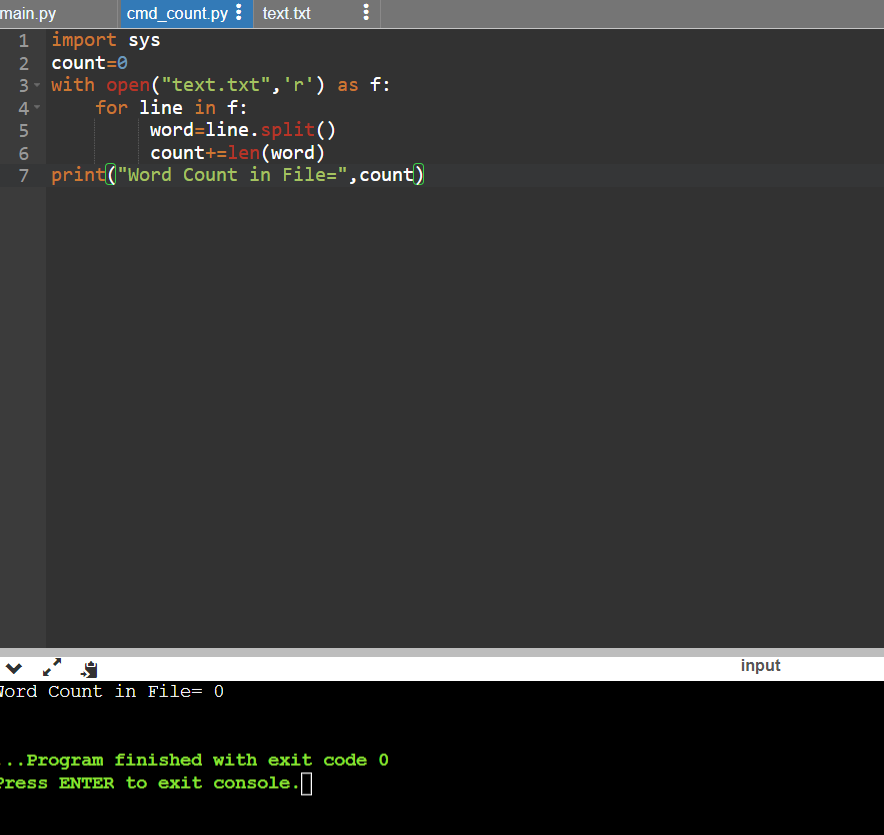 main.py cmd_count.py text.txt
1 import sys
2 count=0
3 with open("text.txt",'r') as f:
4 for line in f:
5 word=line.split()
6 count+=len(word)
7 print("Word Count in File=",count)
input
Word Count in File= 0
...Program finished with exit code 0
Press ENTER to exit console.